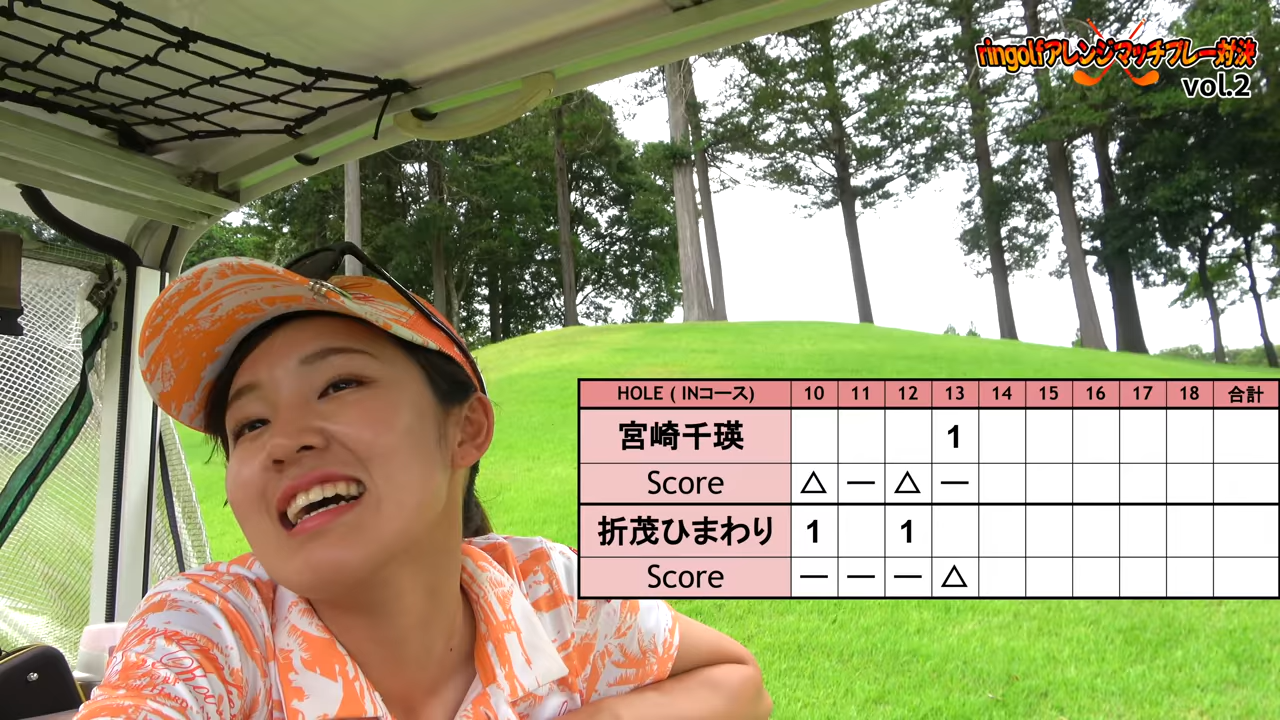 ringolfアレンジマッチプレー対決
vol.2
HOLE ( INコース) 10 11 12 13 14 15 16 17 18 合計
宮崎千瑛 1
Score △ — △ —
折茂ひまわり 1 1
Score — — — △